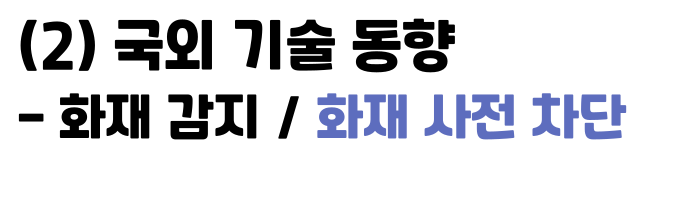 (2) 국외 기술 동향
- 화재 감지 / 화재 사전 차단